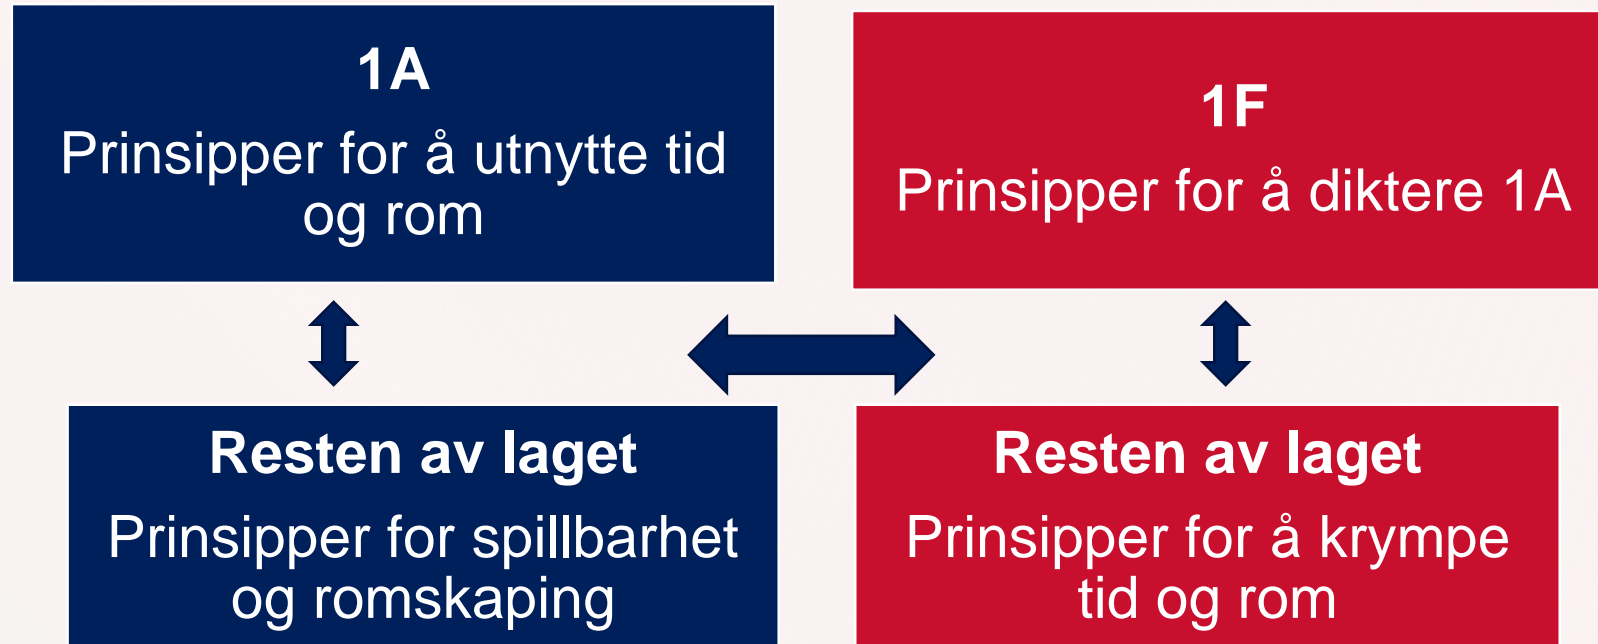 1A
Prinsipper for å utnytte tid
og rom
1F
Prinsipper for å diktere 1A
Resten av laget
Prinsipper for spillbarhet
og romskaping
Resten av laget
Prinsipper for å krympe
tid og rom